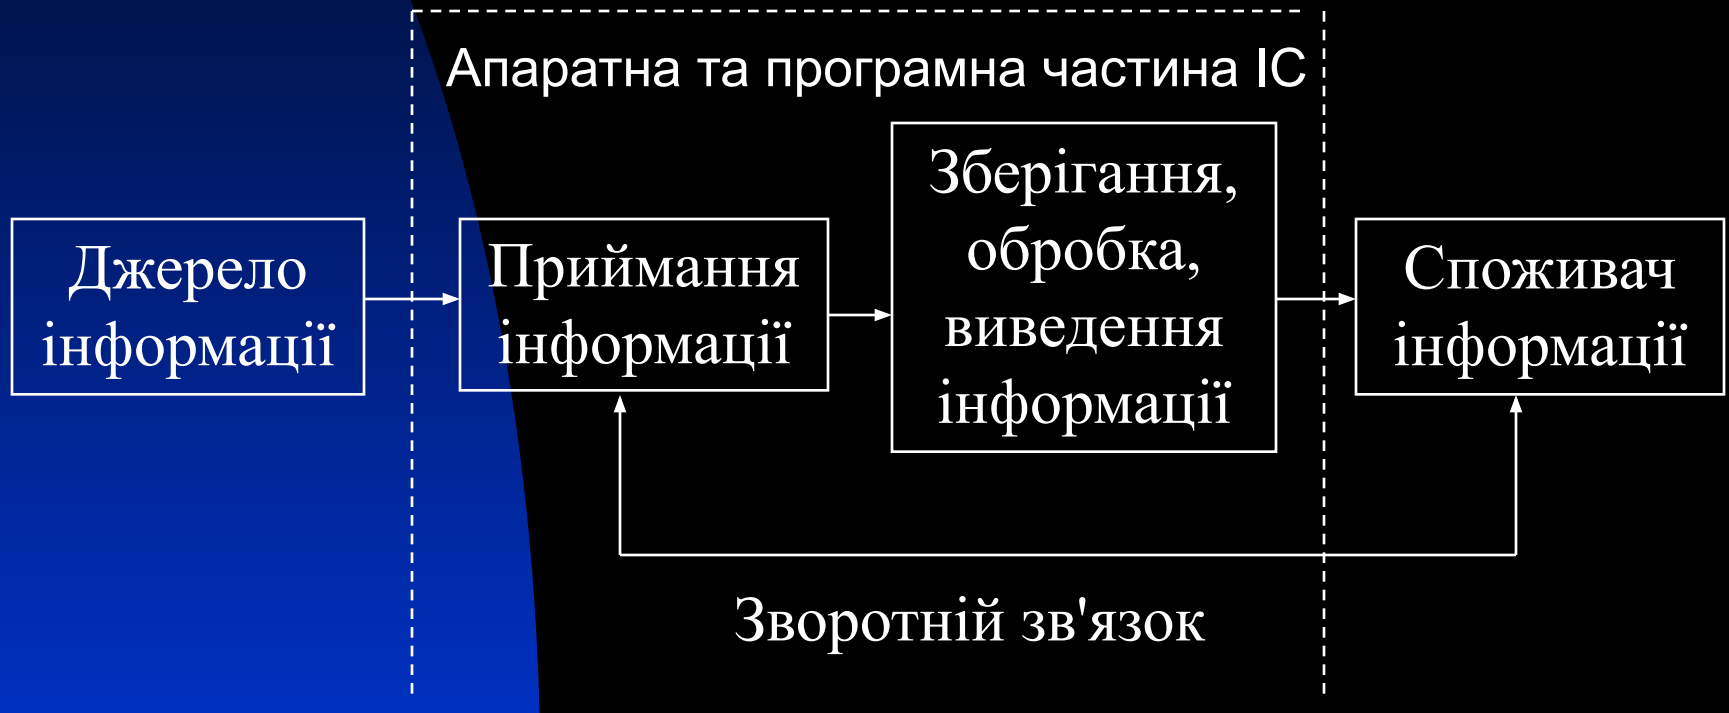 Апаратна та програмна частина ІС
Джерело
інформації
Приймання
інформації
Зберігання,
обробка,
виведення
інформації
Споживач
інформації
Зворотній зв'язок